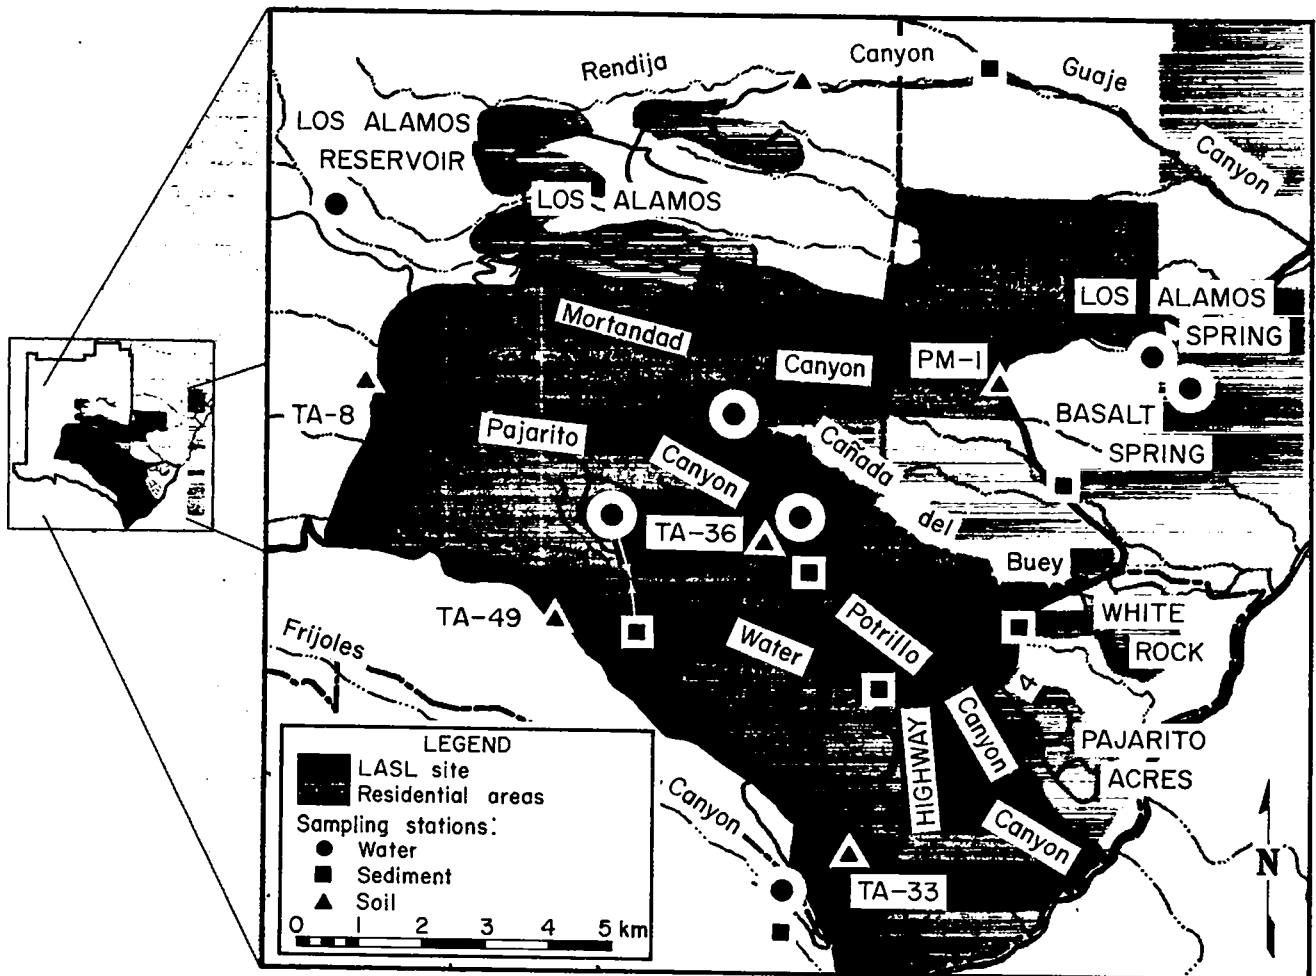 Rendija
Canyon
Guaje
Canyon
LOS ALAMOS
RESERVOIR
LOS ALAMOS
LOS ALAMOS
SPRING
Mortandad
Canyon
PM-1
BASALT
SPRING
TA-8
Pajarito
Canyon
Cañada
del
Buey
TA-36
TA-49
Water
Potrillo
WHITE
ROCK
Frijoles
4
HIGHWAY
Canyon
PAJARITO
ACRES
Canyon
Canyon
TA-33
N
LEGEND
LASL site
Residential areas
Sampling stations:
Water
Sediment
Soil
0 1 2 3 4 5 km